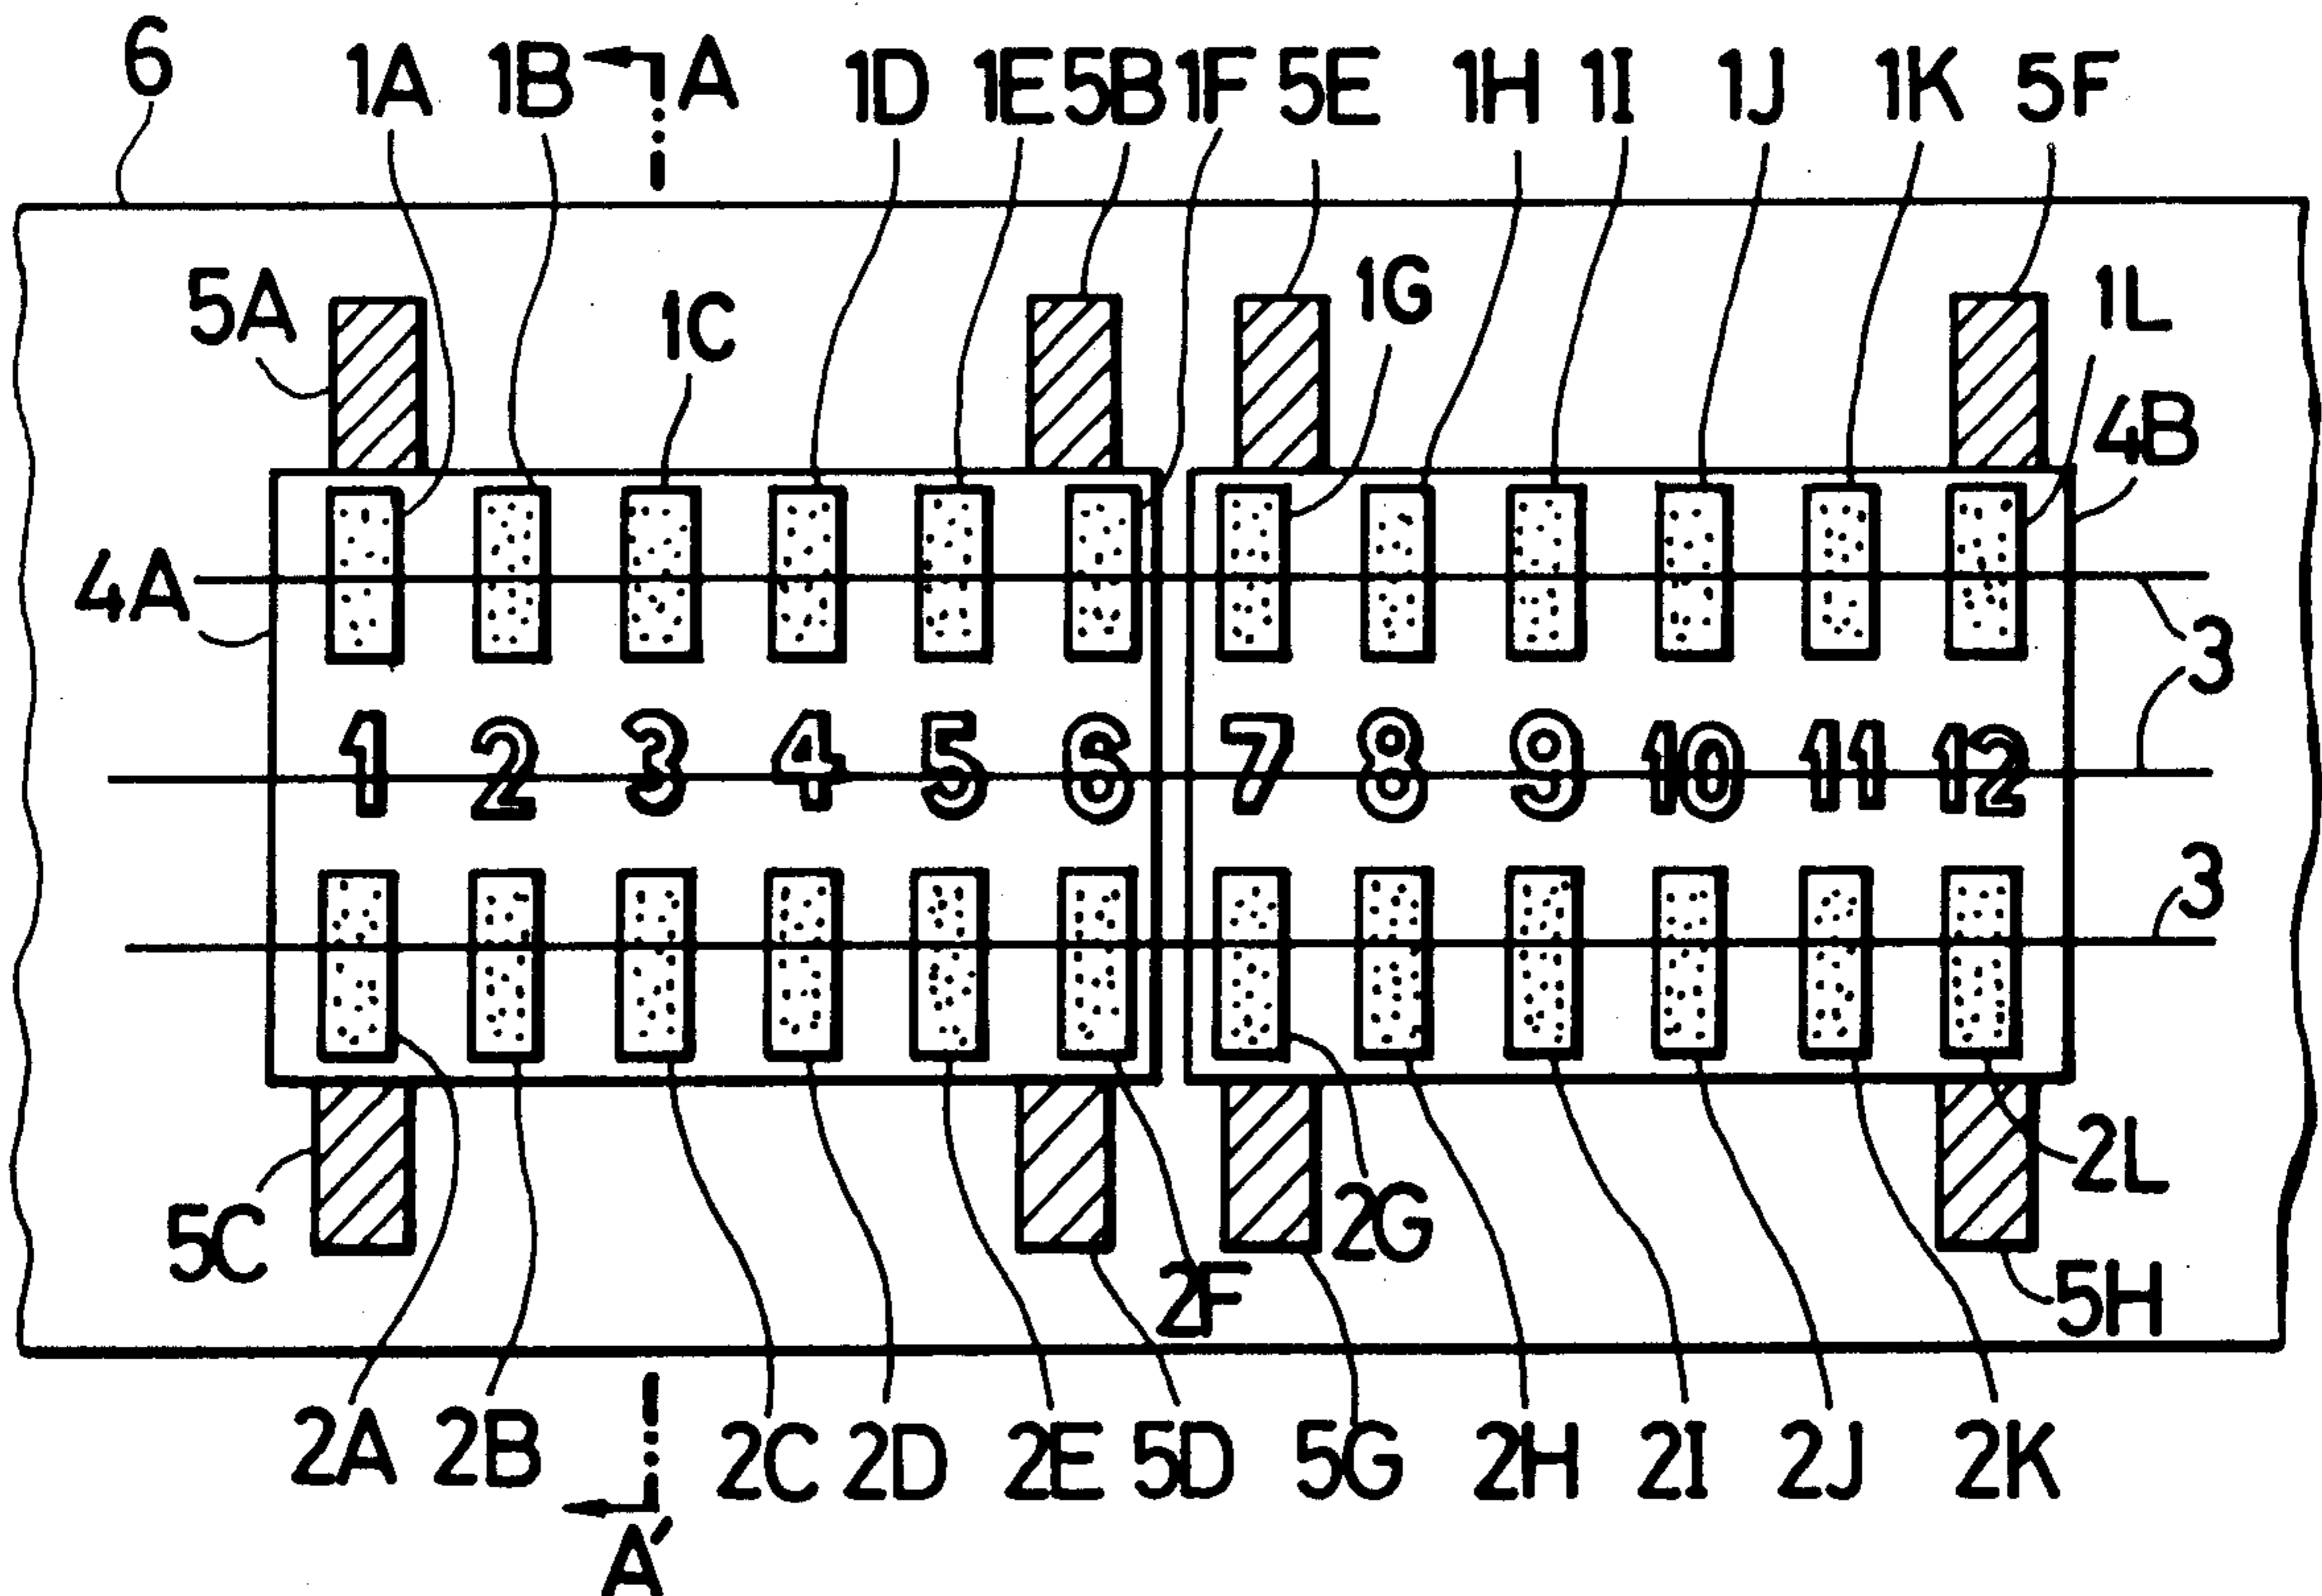 6 1A 1B A 1D 1E 5B 1F 5E 1H 1I 1J 1K 5F
5A 1C 1G 1L
4B
4A
3
1 2 3 4 5 6 7 8 9 10 11 12
3
2L
5C 2G
2F 5H
2A 2B 2C 2D 2E 5D 5G 2H 2I 2J 2K
A'